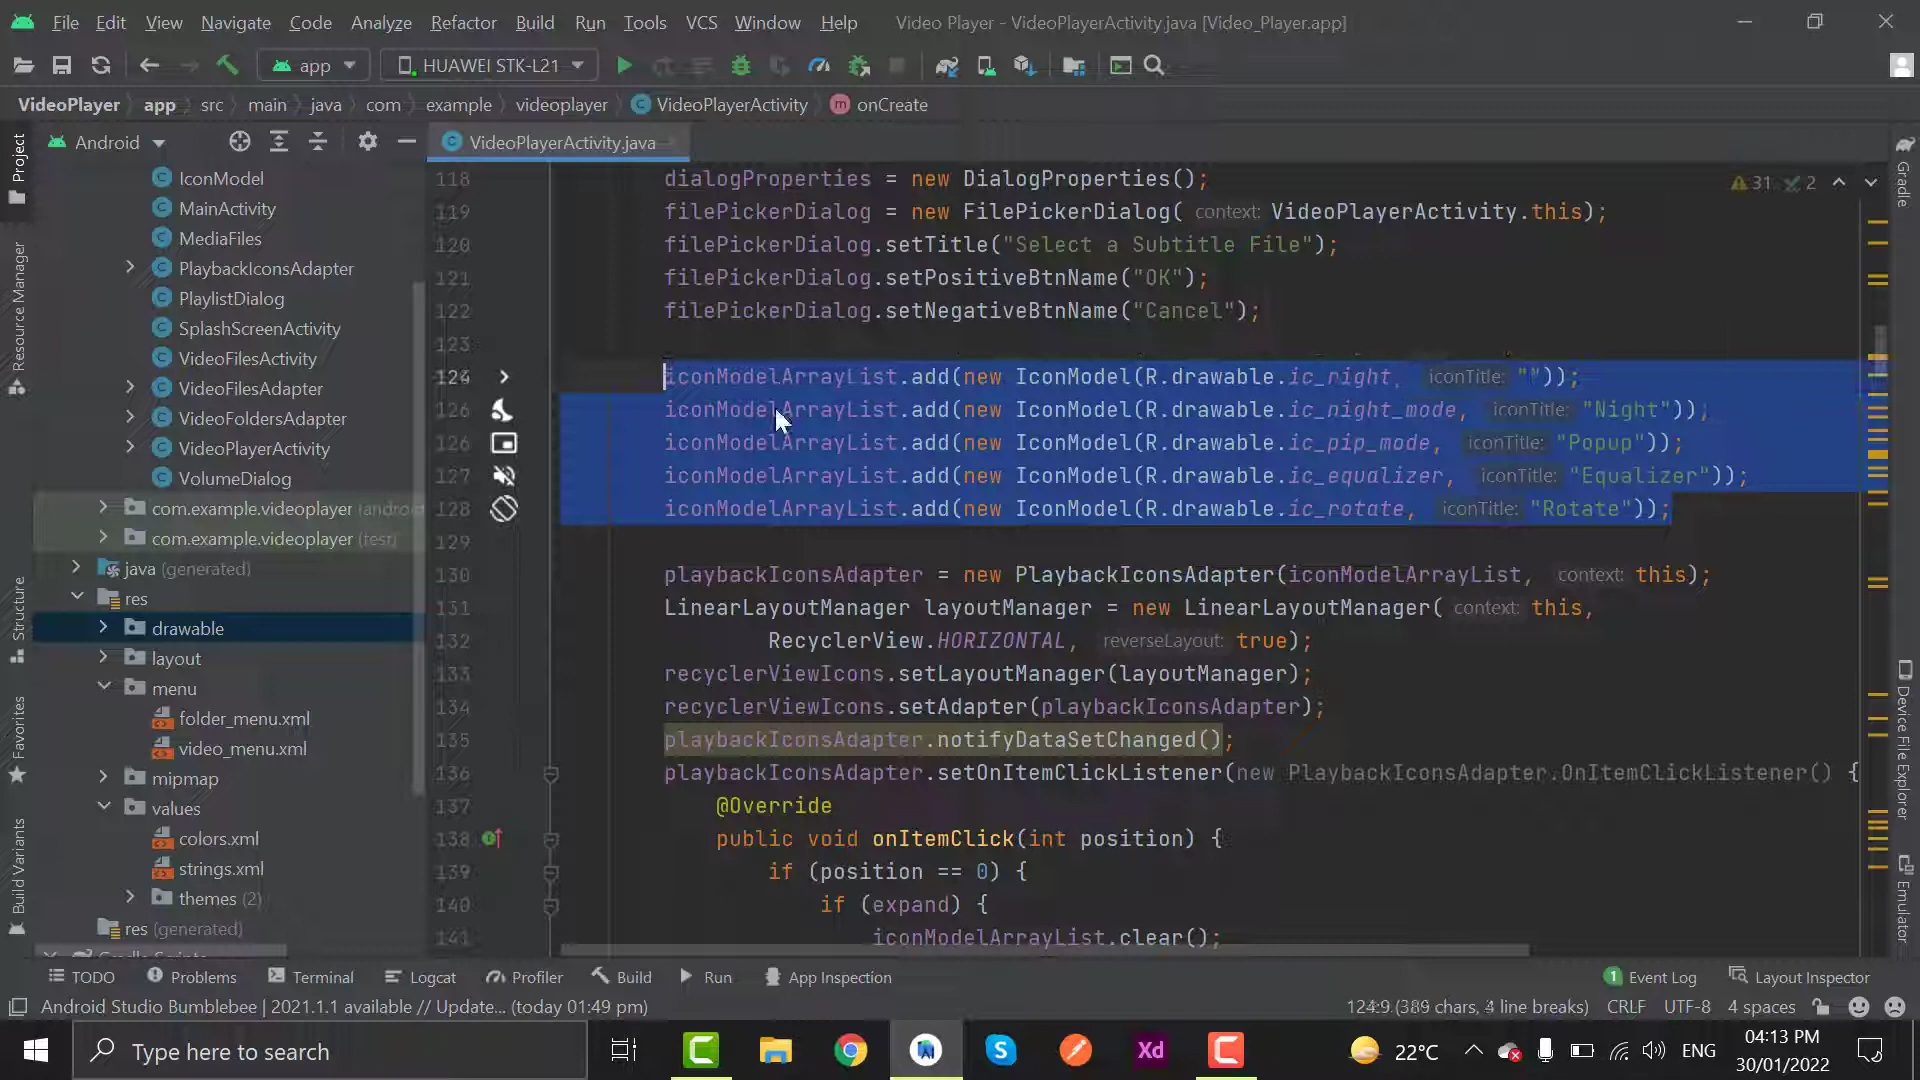 File Edit View Navigate Code Analyze Refactor Build Run Tools VCS Window Help Video Player - VideoPlayerActivity.java [Video_Player.app]
app HUAWEI STK-L21
VideoPlayer app src main java com example videoplayer VideoPlayerActivity onCreate
Android
VideoPlayerActivity.java
Project
Resource Manager
Structure
Favorites
Build Variants
IconModel
MainActivity
MediaFiles
PlaybackIconsAdapter
PlaylistDialog
SplashScreenActivity
VideoFilesActivity
VideoFilesAdapter
VideoFoldersAdapter
VideoPlayerActivity
VolumeDialog
com.example.videoplayer (android
com.example.videoplayer (test)
java (generated)
res
drawable
layout
menu
folder_menu.xml
video_menu.xml
mipmap
values
colors.xml
strings.xml
themes (2)
res (generated)
Gradle Scripts
31 2
118 dialogProperties = new DialogProperties();
119 filePickerDialog = new FilePickerDialog( context: VideoPlayerActivity.this);
120 filePickerDialog.setTitle("Select a Subtitle File");
121 filePickerDialog.setPositiveBtnName("OK");
122 filePickerDialog.setNegativeBtnName("Cancel");
123
124 iconModelArrayList.add(new IconModel(R.drawable.ic_night, iconTitle: ""));
126 iconModelArrayList.add(new IconModel(R.drawable.ic_night_mode, iconTitle: "Night"));
126 iconModelArrayList.add(new IconModel(R.drawable.ic_pip_mode, iconTitle: "Popup"));
127 iconModelArrayList.add(new IconModel(R.drawable.ic_equalizer, iconTitle: "Equalizer"));
128 iconModelArrayList.add(new IconModel(R.drawable.ic_rotate, iconTitle: "Rotate"));
129
130 playbackIconsAdapter = new PlaybackIconsAdapter(iconModelArrayList, context: this);
131 LinearLayoutManager layoutManager = new LinearLayoutManager( context: this,
132 RecyclerView.HORIZONTAL, reverseLayout: true);
133 recyclerViewIcons.setLayoutManager(layoutManager);
134 recyclerViewIcons.setAdapter(playbackIconsAdapter);
135 playbackIconsAdapter.notifyDataSetChanged();
136 playbackIconsAdapter.setOnItemClickListener(new PlaybackIconsAdapter.OnItemClickListener() {
137 @Override
138 public void onItemClick(int position) {
139 if (position == 0) {
140 if (expand) {
141 iconModelArrayList.clear();
Gradle
Device File Explorer
Emulator
TODO Problems Terminal Logcat Profiler Build Run App Inspection 1 Event Log Layout Inspector
Android Studio Bumblebee | 2021.1.1 available // Update... (today 01:49 pm) 124:9 (389 chars, 4 line breaks) CRLF UTF-8 4 spaces
Type here to search
Xd
22°C
ENG
04:13 PM
30/01/2022